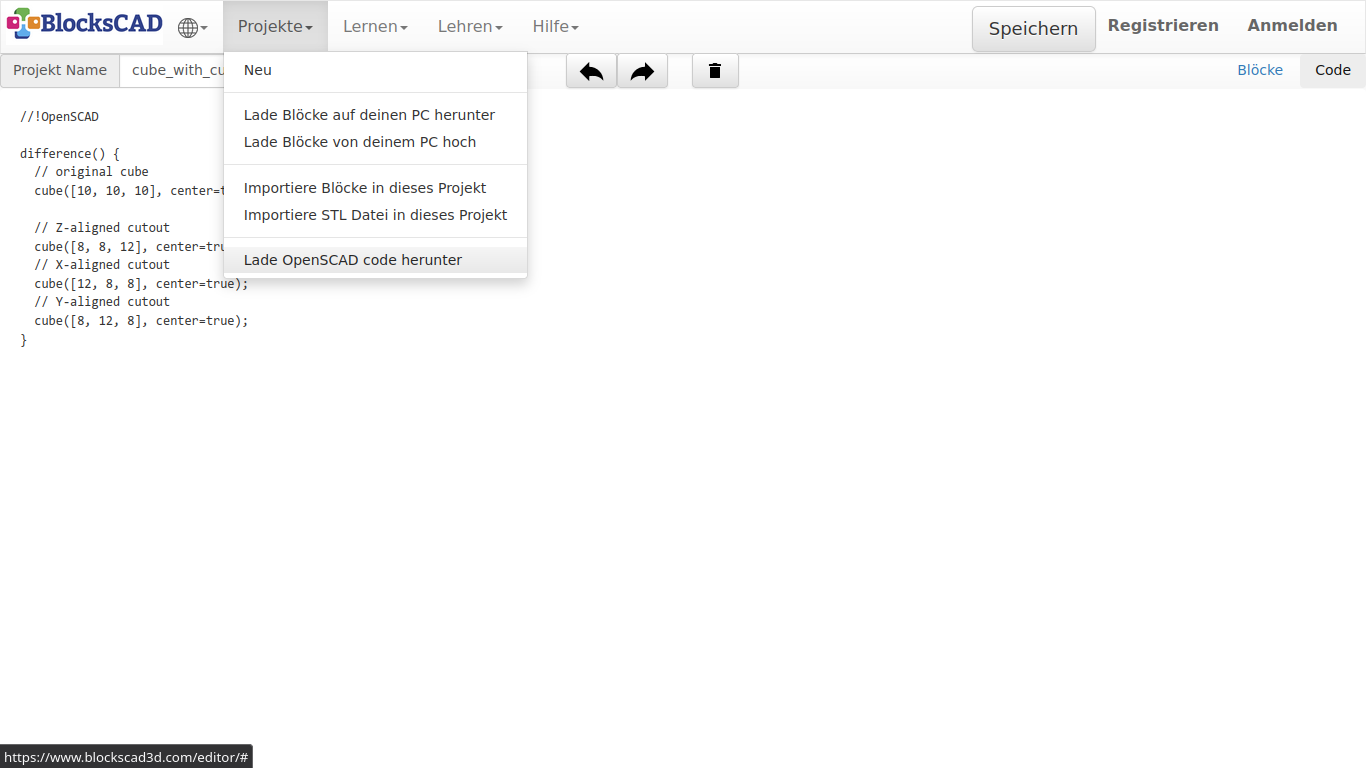 BlocksCAD Projekte Lernen Lehren Hilfe Speichern Registrieren Anmelden
Projekt Name cube_with_cu Blöcke Code
Neu
Lade Blöcke auf deinen PC herunter
Lade Blöcke von deinem PC hoch
Importiere Blöcke in dieses Projekt
Importiere STL Datei in dieses Projekt
Lade OpenSCAD code herunter
//!OpenSCAD
difference() {
// original cube
cube([10, 10, 10], center=t
// Z-aligned cutout
cube([8, 8, 12], center=tru
// X-aligned cutout
cube([12, 8, 8], center=true);
// Y-aligned cutout
cube([8, 12, 8], center=true);
}
https://www.blockscad3d.com/editor/#